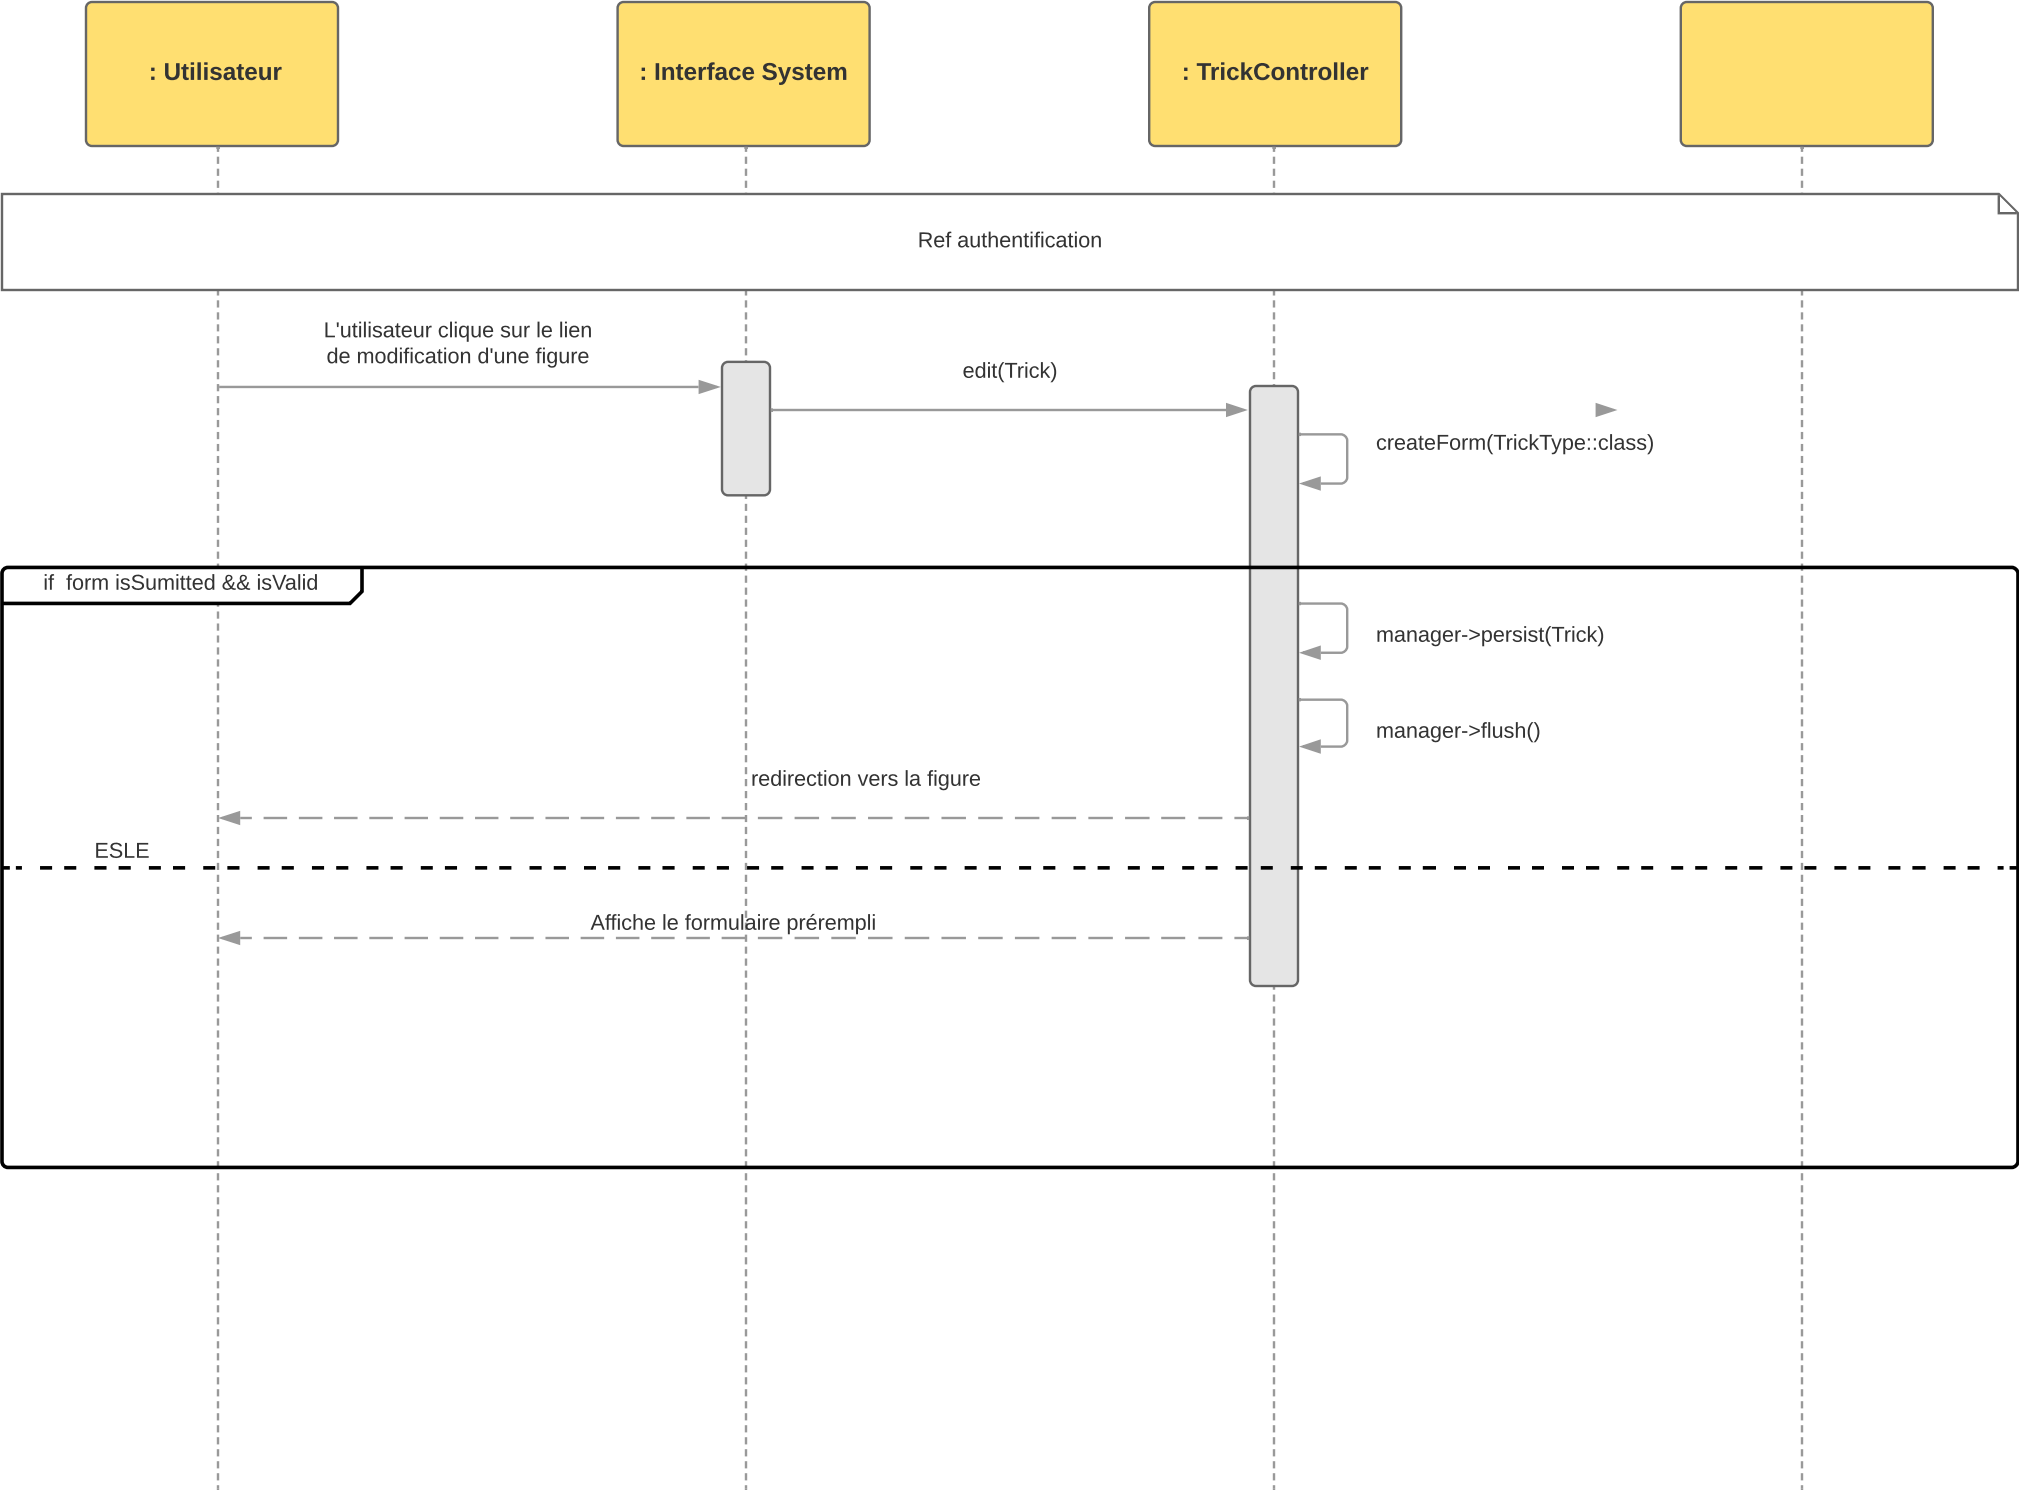 : Utilisateur
: Interface System
: TrickController
Ref authentification
L'utilisateur clique sur le lien
de modification d'une figure
edit(Trick)
createForm(TrickType::class)
if  form isSumitted && isValid
manager->persist(Trick)
manager->flush()
redirection vers la figure
ESLE
Affiche le formulaire prérempli